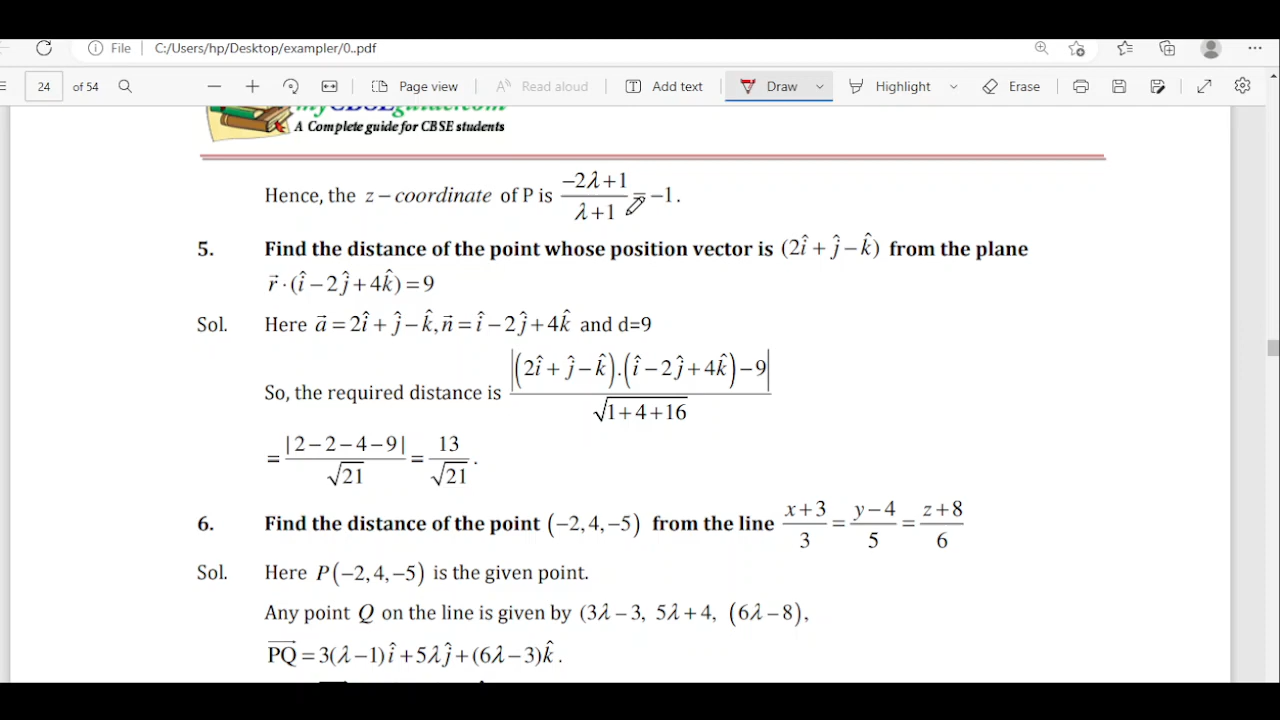 File C:/Users/hp/Desktop/exampler/0..pdf
24 of 54 Page view Read aloud Add text Draw Highlight Erase
myCBSEguide.com
A Complete guide for CBSE students
Hence, the z − coordinate of P is (−2λ+1)/(λ+1) = −1.
5. Find the distance of the point whose position vector is (2î + ĵ − k̂) from the plane
r⃗ · (î − 2ĵ + 4k̂) = 9
Sol. Here a⃗ = 2î + ĵ − k̂, n⃗ = î − 2ĵ + 4k̂ and d=9
So, the required distance is |(2î + ĵ − k̂).(î − 2ĵ + 4k̂) − 9| / √(1+4+16)
= |2−2−4−9| / √21 = 13/√21.
6. Find the distance of the point (−2, 4, −5) from the line (x+3)/3 = (y−4)/5 = (z+8)/6
Sol. Here P(−2, 4, −5) is the given point.
Any point Q on the line is given by (3λ − 3, 5λ + 4, (6λ − 8),
PQ = 3(λ − 1)î + 5λĵ + (6λ − 3)k̂.